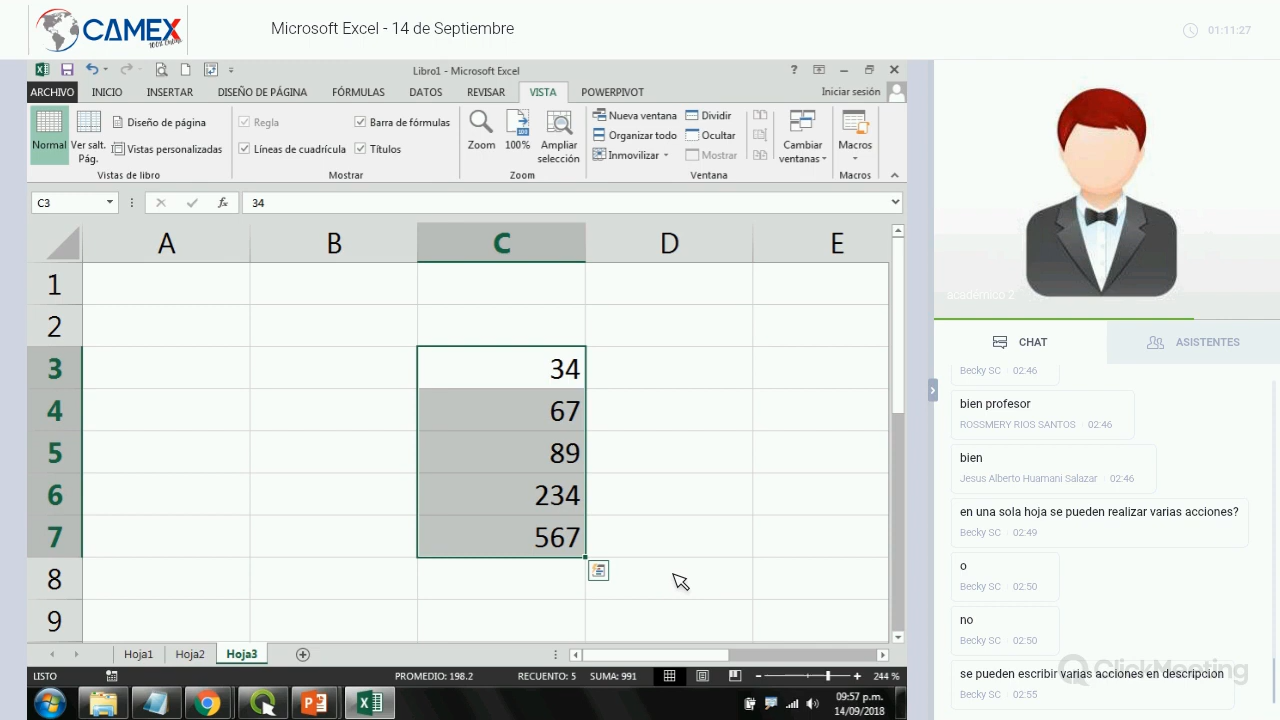 CAMEX
100% Online
Microsoft Excel - 14 de Septiembre
01:11:27
Libro1 - Microsoft Excel
ARCHIVO INICIO INSERTAR DISEÑO DE PÁGINA FÓRMULAS DATOS REVISAR VISTA POWERPIVOT Iniciar sesión
Normal
Ver salt. Pág.
Diseño de página
Vistas personalizadas
Vistas de libro
Regla
Barra de fórmulas
Líneas de cuadrícula
Títulos
Mostrar
Zoom
100%
Ampliar selección
Zoom
Nueva ventana
Organizar todo
Inmovilizar
Dividir
Ocultar
Mostrar
Cambiar ventanas
Ventana
Macros
Macros
C3
fx
34
A B C D E
1
2
3 34
4 67
5 89
6 234
7 567
8
9
Hoja1 Hoja2 Hoja3
LISTO PROMEDIO: 198.2 RECUENTO: 5 SUMA: 991 244 %
09:57 p.m.
14/09/2018
académico 2
CHAT ASISTENTES
Becky SC 02:46
bien profesor
ROSSMERY RIOS SANTOS 02:46
bien
Jesus Alberto Huamani Salazar 02:46
en una sola hoja se pueden realizar varias acciones?
Becky SC 02:49
o
Becky SC 02:50
no
Becky SC 02:50
se pueden escribir varias acciones en descripcion
Becky SC 02:55
ClickMeeting